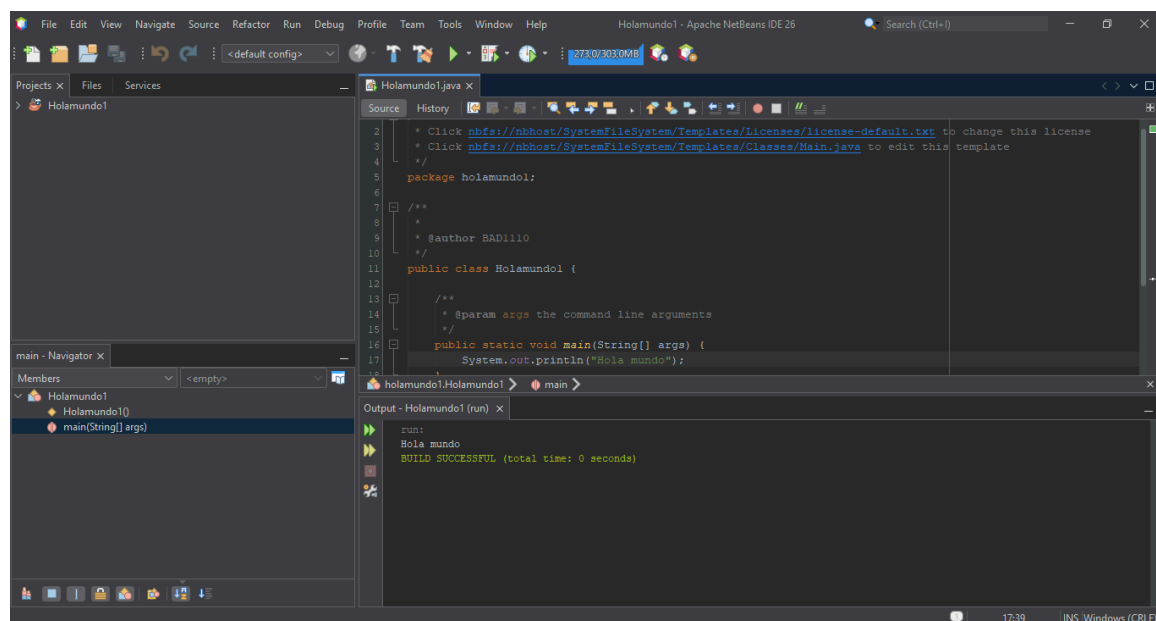 File Edit View Navigate Source Refactor Run Debug Profile Team Tools Window Help Holamundo1 - Apache NetBeans IDE 26 Search (Ctrl+I)
<default config> 273.0/303.0MB
Projects Files Services
Holamundo1
Holamundo1.java
Source History
2 * Click nbfs://nbhost/SystemFileSystem/Templates/Licenses/license-default.txt to change this license
3 * Click nbfs://nbhost/SystemFileSystem/Templates/Classes/Main.java to edit this template
4 */
5 package holamundo1;
6
7 /**
8 *
9 * @author BAD1110
10 */
11 public class Holamundo1 {
12
13 /**
14 * @param args the command line arguments
15 */
16 public static void main(String[] args) {
17 System.out.println("Hola mundo");
18 }
holamundo1.Holamundo1 main
main - Navigator
Members <empty>
Holamundo1
Holamundo1()
main(String[] args)
Output - Holamundo1 (run)
run:
Hola mundo
BUILD SUCCESSFUL (total time: 0 seconds)
17:39 INS Windows (CRLF)